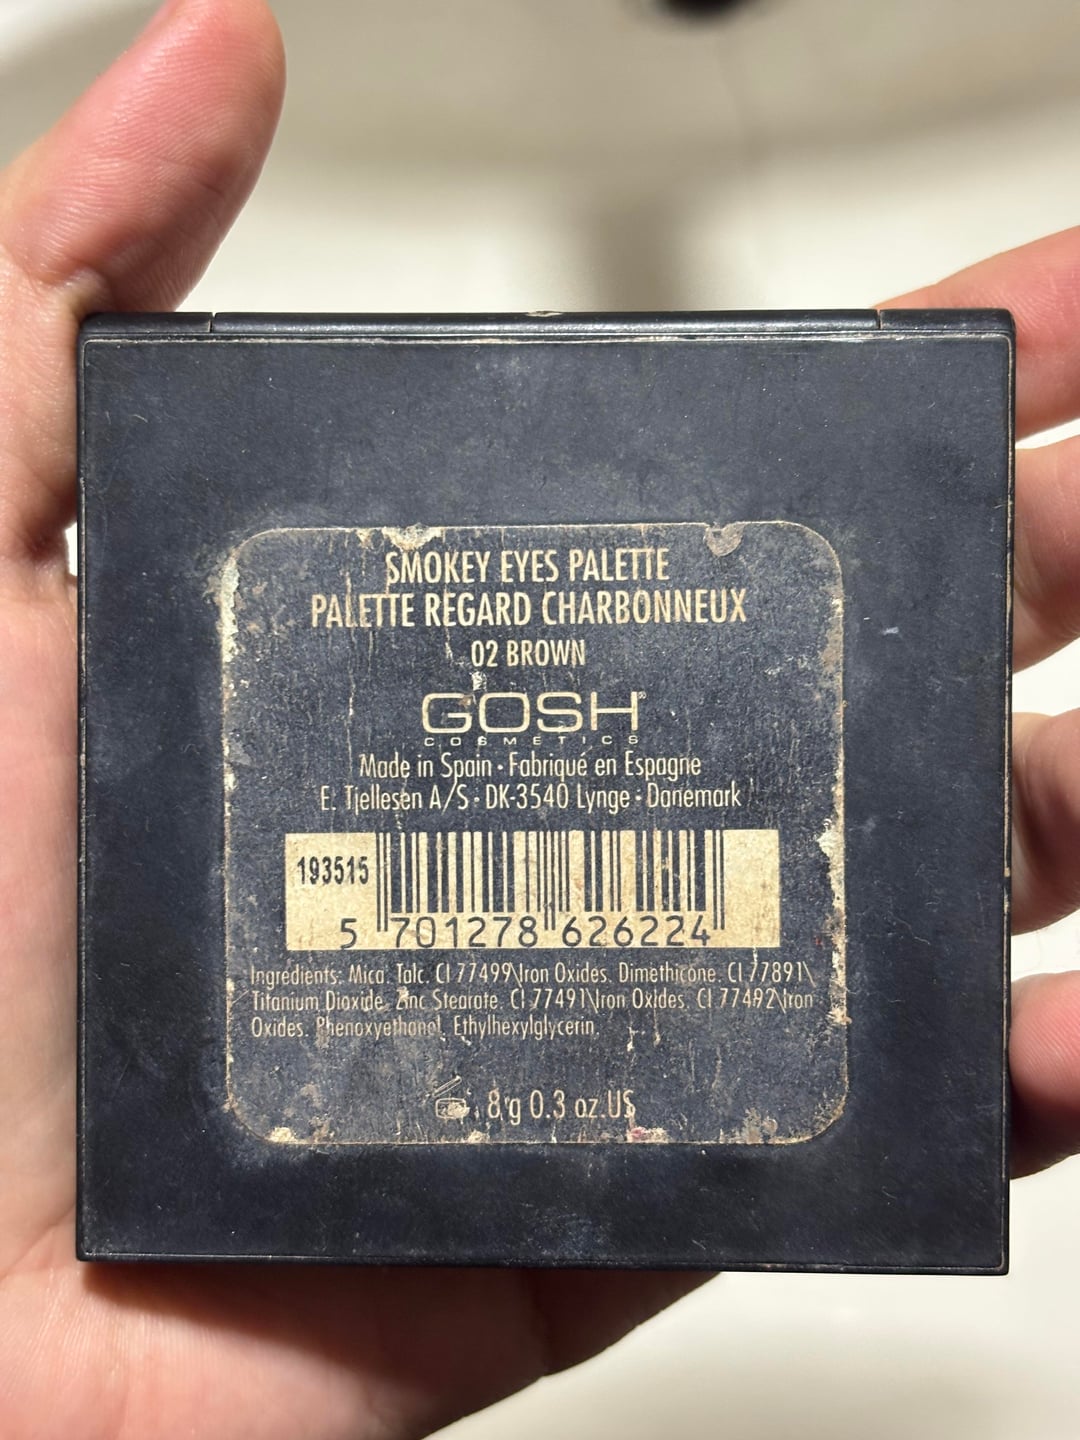 SMOKEY EYES PALETTE
PALETTE REGARD CHARBONNEUX
02 BROWN
GOSH®
COSMETICS
Made in Spain • Fabriqué en Espagne
E. Tjellesen A/S • DK-3540 Lynge • Danemark
193515
5 701278 626224
Ingredients: Mica. Talc. CI 77499\Iron Oxides. Dimethicone. CI 77891\
Titanium Dioxide. Zinc Stearate. CI 77491\Iron Oxides. CI 77492\Iron
Oxides. Phenoxyethanol. Ethylhexylglycerin.
8 g 0.3 oz.US